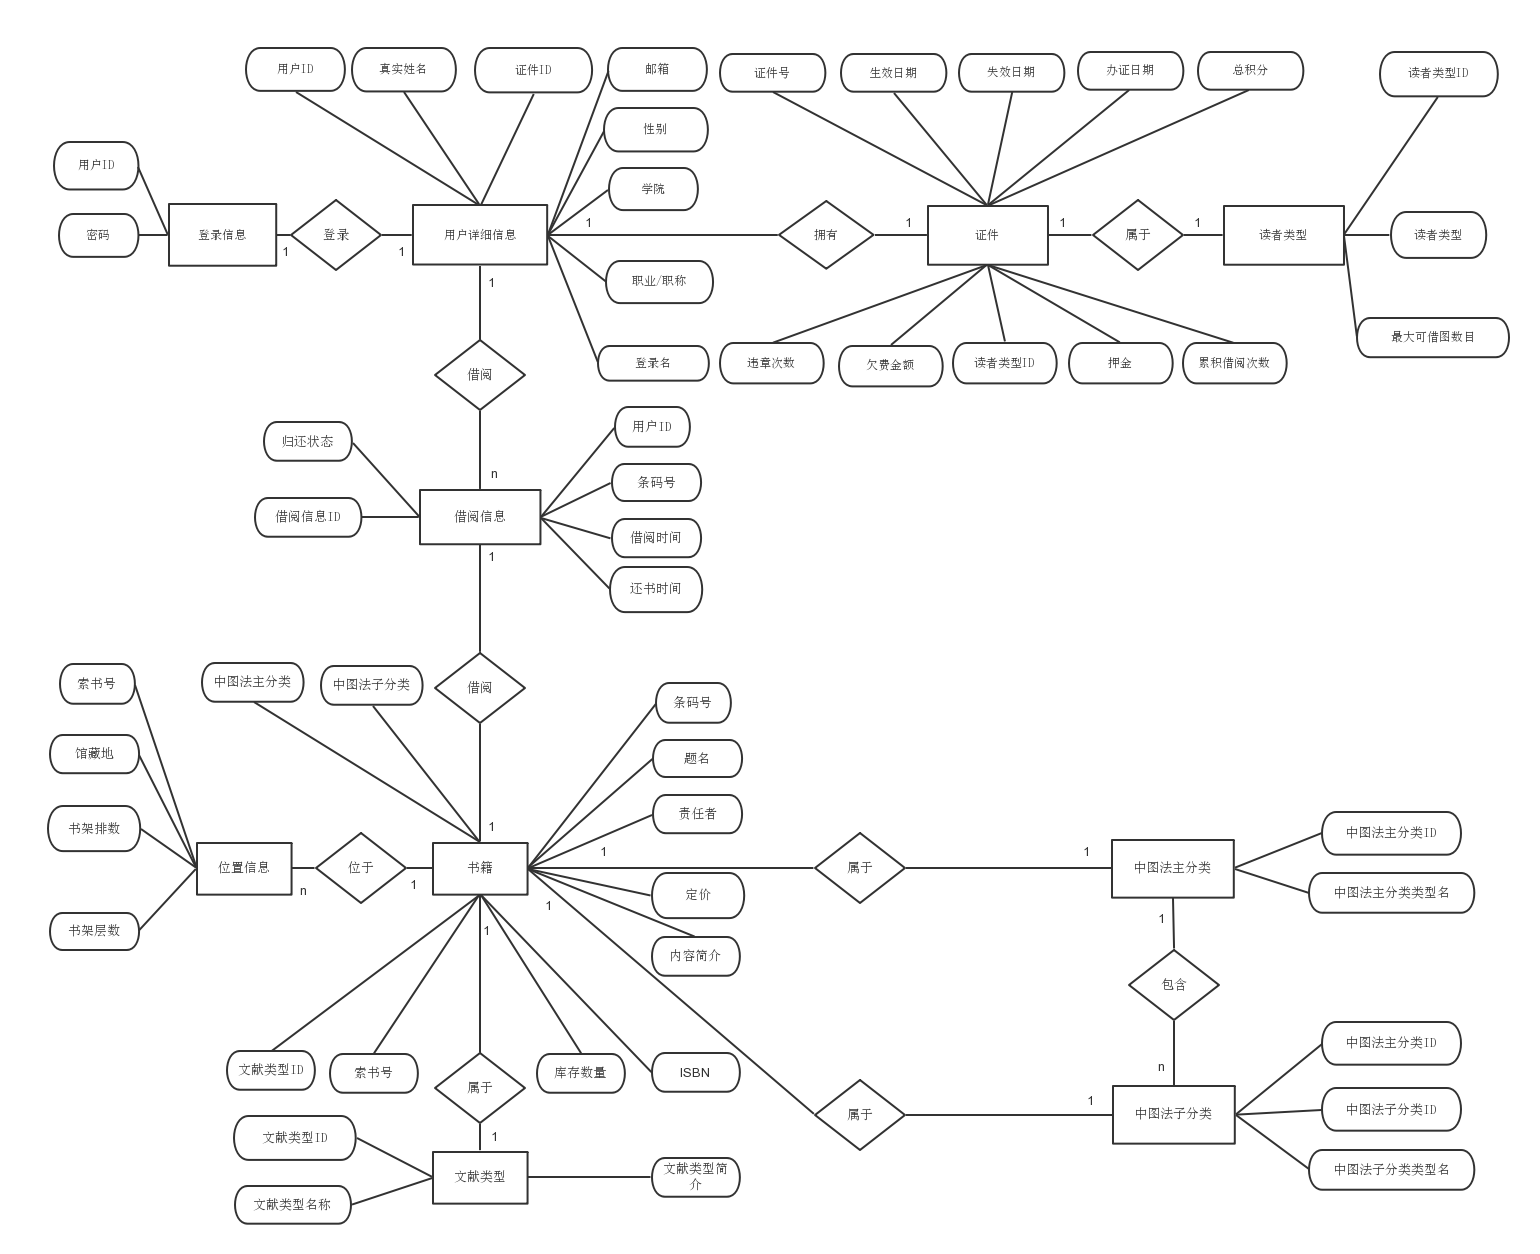 用户ID
真实姓名
证件ID
邮箱
证件号
生效日期
失效日期
办证日期
总积分
读者类型ID
性别
用户ID
学院
密码
登录信息
1
登录
1
用户详细信息
1
拥有
1
证件
1
属于
1
读者类型
读者类型
职业/职称
1
最大可借图数目
登录名
违章次数
欠费金额
读者类型ID
押金
累积借阅次数
借阅
用户ID
归还状态
n
条码号
借阅信息ID
借阅信息
借阅时间
1
还书时间
索书号
中图法主分类
中图法子分类
借阅
条码号
馆藏地
题名
书架排数
责任者
1
中图法主分类ID
1
1
位置信息
n
位于
1
书籍
属于
中图法主分类
定价
中图法主分类类型名
1
1
书架层数
1
内容简介
包含
文献类型ID
索书号
属于
库存数量
ISBN
n
中图法主分类ID
1
属于
1
中图法子分类
中图法子分类ID
文献类型ID
文献类型
文献类型简
介
中图法子分类类型名
文献类型名称